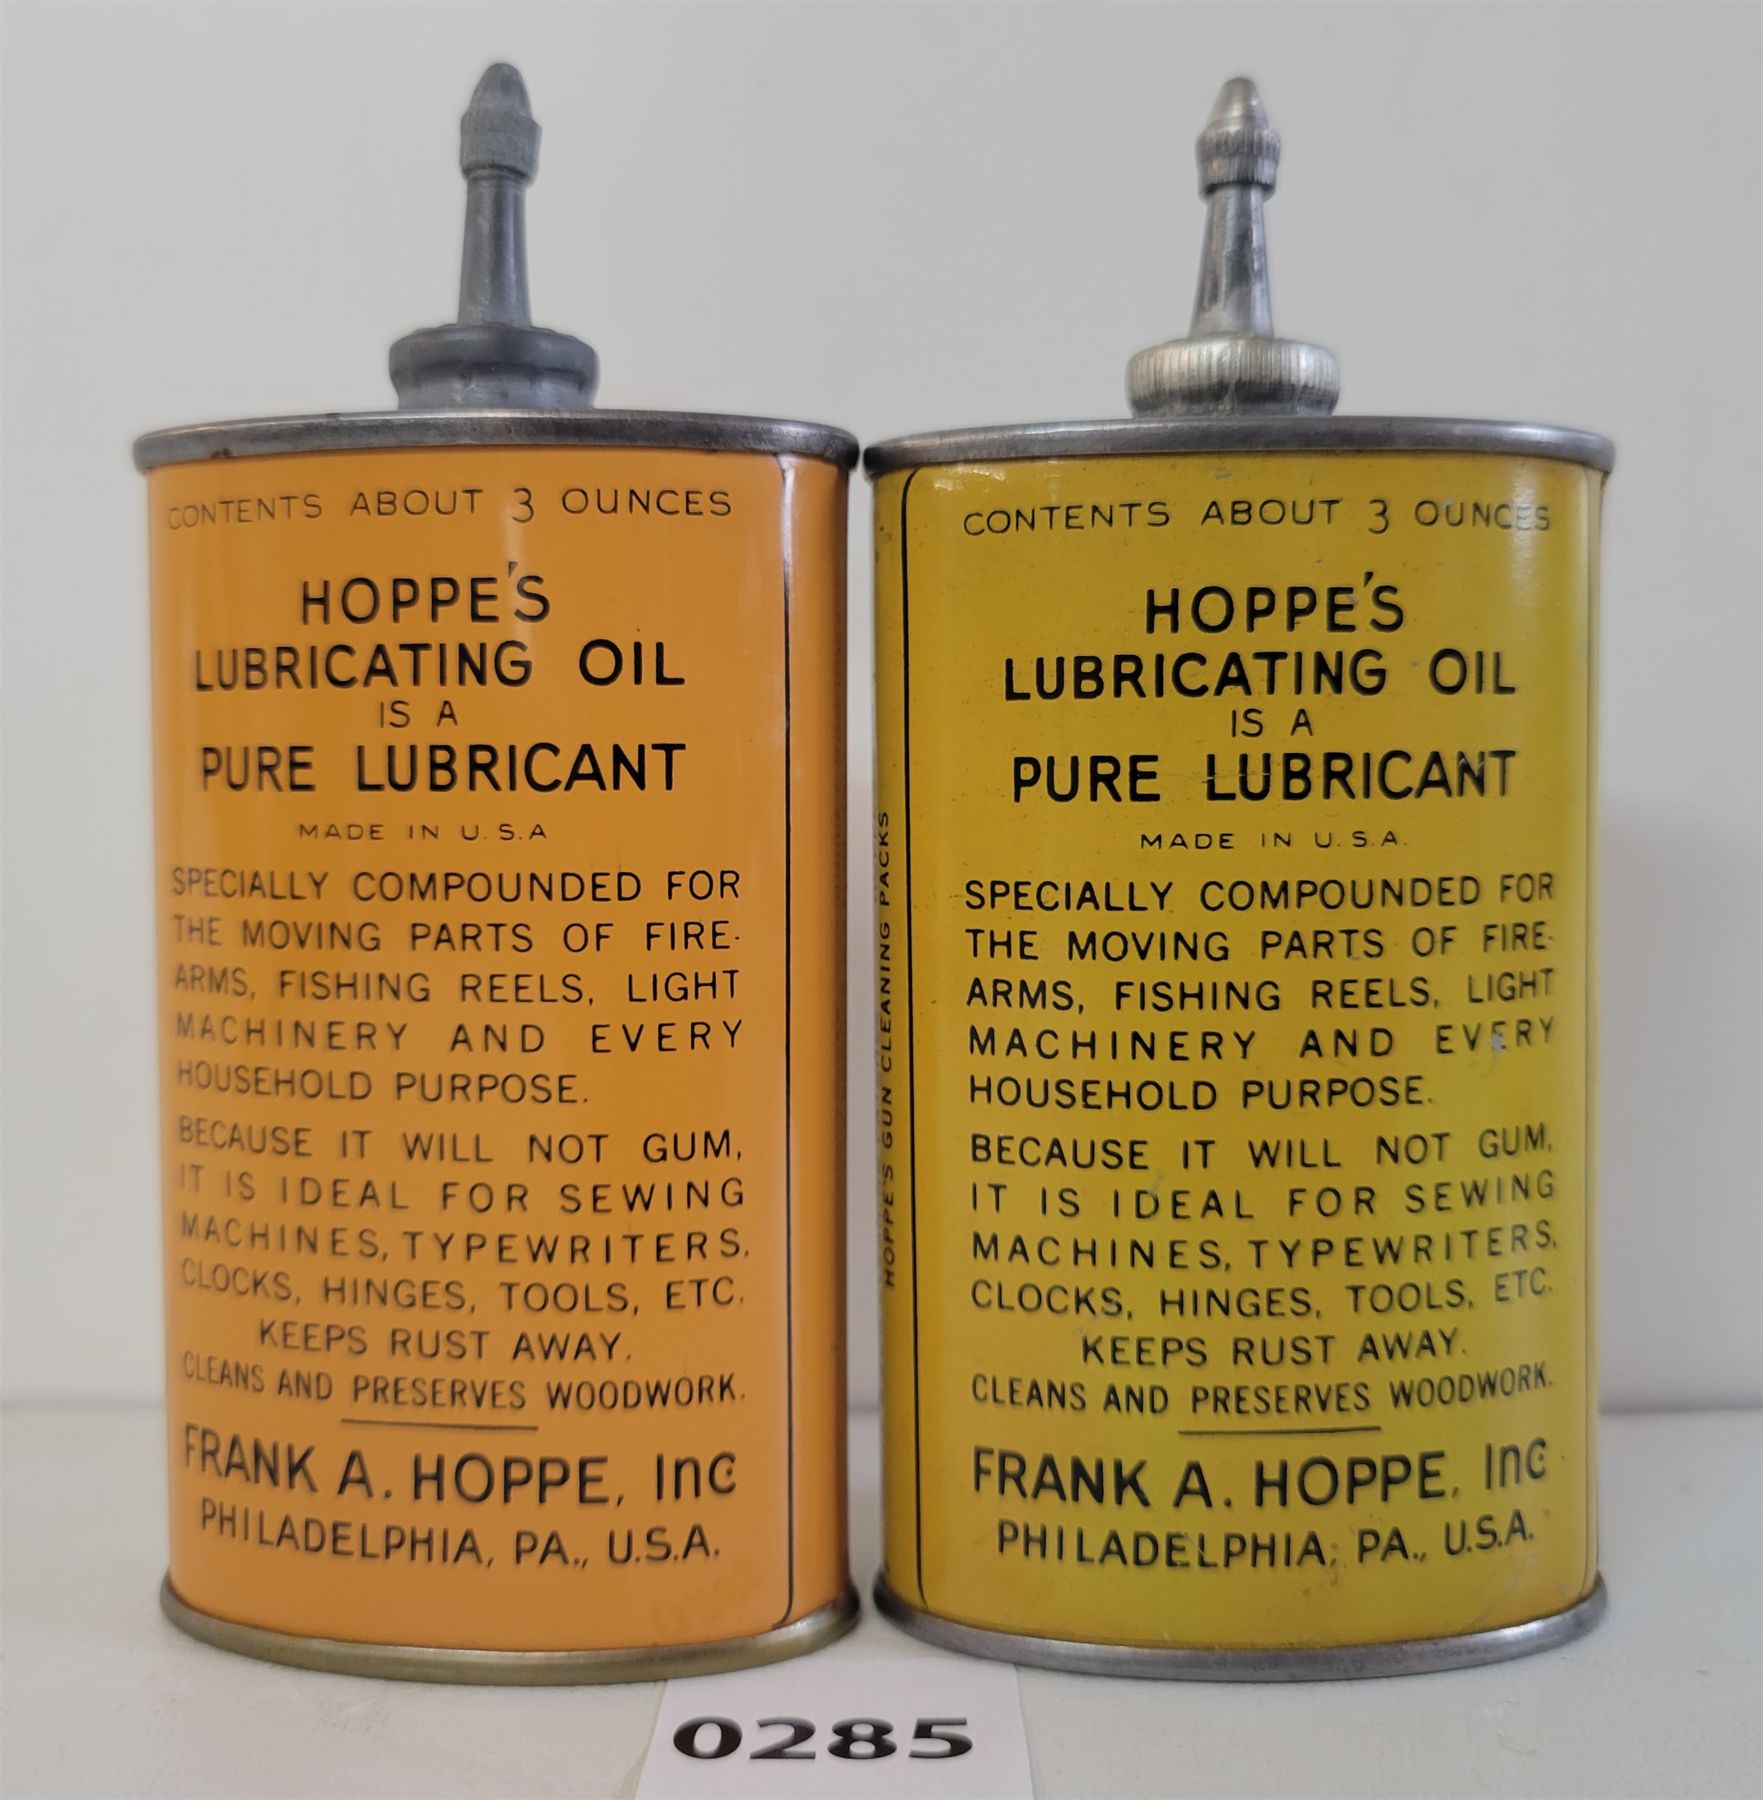 CONTENTS ABOUT 3 OUNCES
HOPPE'S
LUBRICATING OIL
IS A
PURE LUBRICANT
MADE IN U.S.A
SPECIALLY COMPOUNDED FOR
THE MOVING PARTS OF FIRE-
ARMS, FISHING REELS, LIGHT
MACHINERY AND EVERY
HOUSEHOLD PURPOSE.
BECAUSE IT WILL NOT GUM,
IT IS IDEAL FOR SEWING
MACHINES, TYPEWRITERS,
CLOCKS, HINGES, TOOLS, ETC.
KEEPS RUST AWAY.
CLEANS AND PRESERVES WOODWORK.
FRANK A. HOPPE, Inc
PHILADELPHIA, PA., U.S.A.
HOPPE'S GUN CLEANING PACKS
CONTENTS ABOUT 3 OUNCES
HOPPE'S
LUBRICATING OIL
IS A
PURE LUBRICANT
MADE IN U.S.A.
SPECIALLY COMPOUNDED FOR
THE MOVING PARTS OF FIRE-
ARMS, FISHING REELS, LIGHT
MACHINERY AND EVERY
HOUSEHOLD PURPOSE.
BECAUSE IT WILL NOT GUM,
IT IS IDEAL FOR SEWING
MACHINES, TYPEWRITERS,
CLOCKS, HINGES, TOOLS, ETC.
KEEPS RUST AWAY.
CLEANS AND PRESERVES WOODWORK.
FRANK A. HOPPE, Inc
PHILADELPHIA, PA., U.S.A.
0285